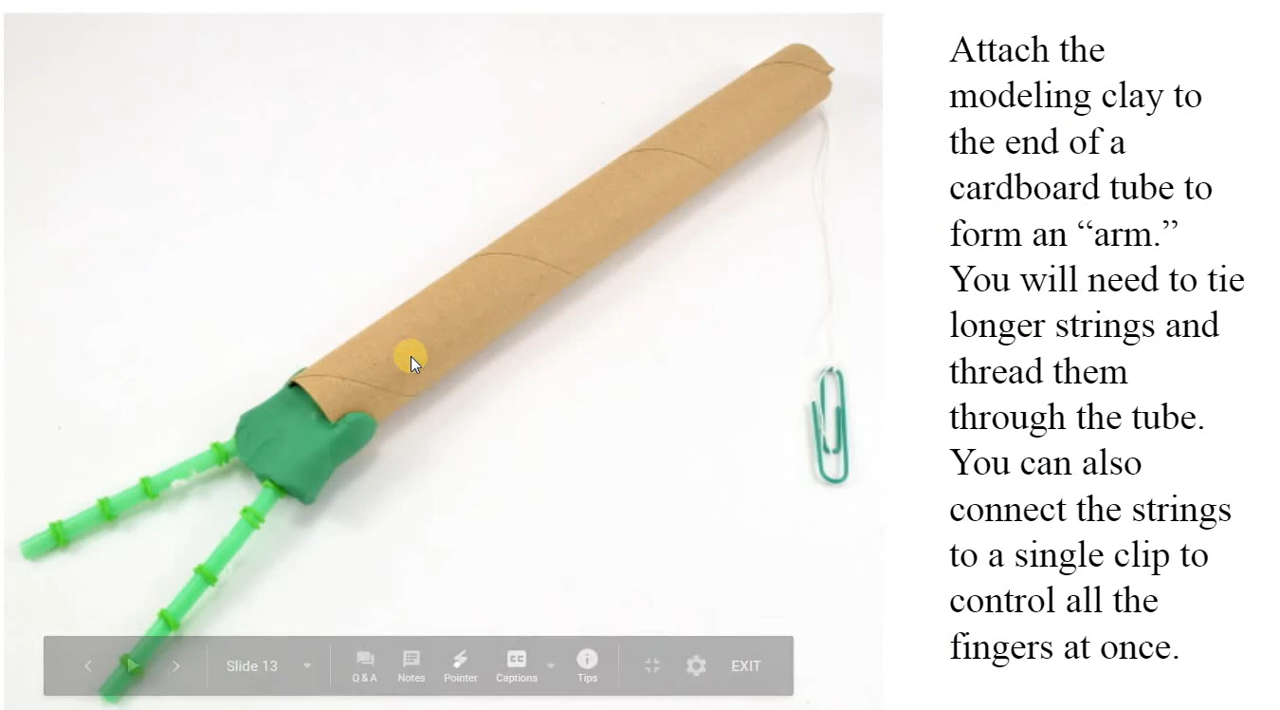 Attach the
modeling clay to
the end of a
cardboard tube to
form an “arm.”
You will need to tie
longer strings and
thread them
through the tube.
You can also
connect the strings
to a single clip to
control all the
fingers at once.
Slide 13
Q & A
Notes
Pointer
Captions
Tips
EXIT